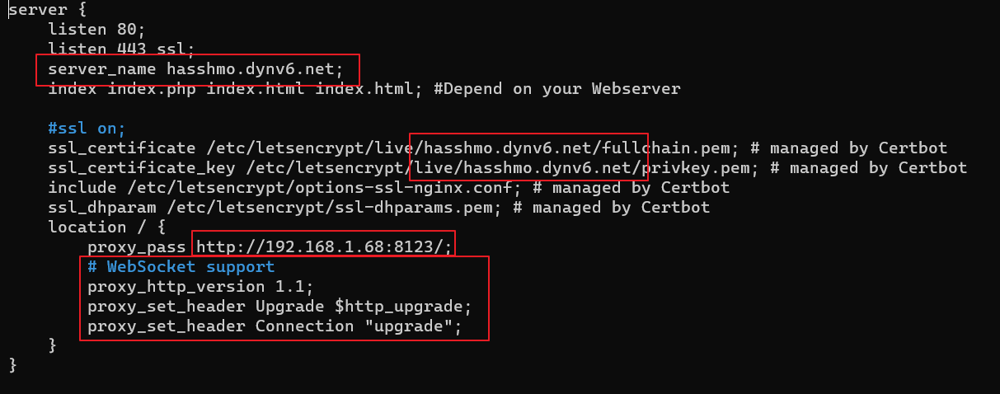 server {
    listen 80;
    listen 443 ssl;
    server_name hasshmo.dynv6.net;
    index index.php index.html index.html; #Depend on your Webserver

    #ssl on;
    ssl_certificate /etc/letsencrypt/live/hasshmo.dynv6.net/fullchain.pem; # managed by Certbot
    ssl_certificate_key /etc/letsencrypt/live/hasshmo.dynv6.net/privkey.pem; # managed by Certbot
    include /etc/letsencrypt/options-ssl-nginx.conf; # managed by Certbot
    ssl_dhparam /etc/letsencrypt/ssl-dhparams.pem; # managed by Certbot
    location / {
        proxy_pass http://192.168.1.68:8123/;
        # WebSocket support
        proxy_http_version 1.1;
        proxy_set_header Upgrade $http_upgrade;
        proxy_set_header Connection "upgrade";
    }
}